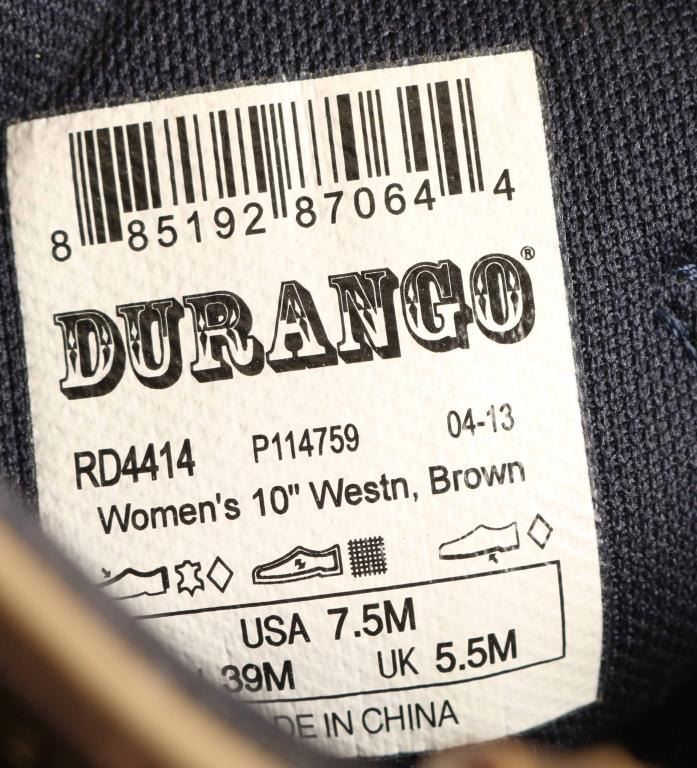 8 85192 87064 4
DURANGO®
RD4414 P114759 04-13
Women's 10" Westn, Brown
USA 7.5M
39M UK 5.5M
DE IN CHINA